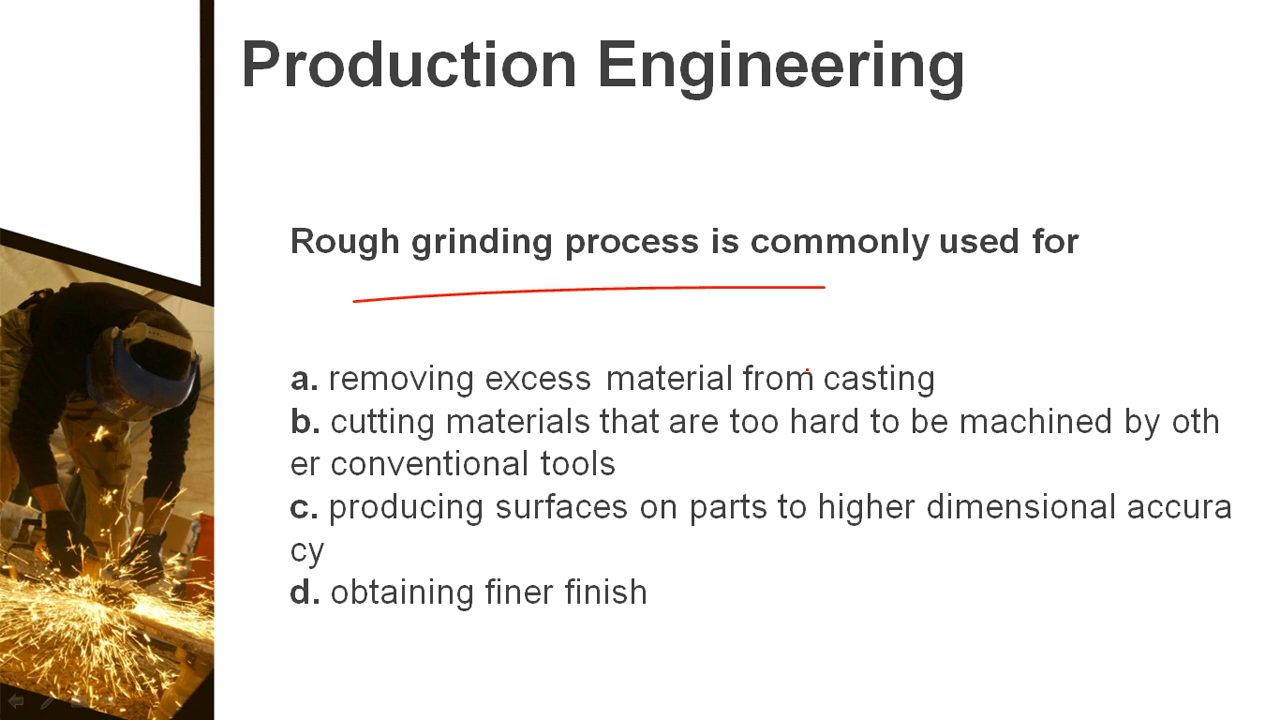 Production Engineering
Rough grinding process is commonly used for
a. removing excess material from casting
b. cutting materials that are too hard to be machined by oth
er conventional tools
c. producing surfaces on parts to higher dimensional accura
cy
d. obtaining finer finish